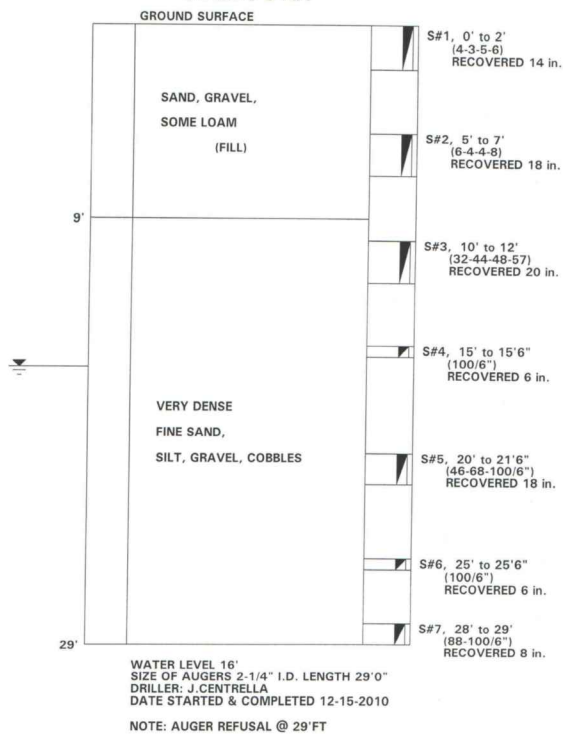 GROUND SURFACE
S#1, 0' to 2'
(4-3-5-6)
RECOVERED 14 in.
SAND, GRAVEL,
SOME LOAM
(FILL)
S#2, 5' to 7'
(6-4-4-8)
RECOVERED 18 in.
9'
S#3, 10' to 12'
(32-44-48-57)
RECOVERED 20 in.
S#4, 15' to 15'6"
(100/6")
RECOVERED 6 in.
VERY DENSE
FINE SAND,
SILT, GRAVEL, COBBLES
S#5, 20' to 21'6"
(46-68-100/6")
RECOVERED 18 in.
S#6, 25' to 25'6"
(100/6")
RECOVERED 6 in.
S#7, 28' to 29'
(88-100/6")
RECOVERED 8 in.
29'
WATER LEVEL 16'
SIZE OF AUGERS 2-1/4" I.D. LENGTH 29'0"
DRILLER: J.CENTRELLA
DATE STARTED & COMPLETED 12-15-2010
NOTE: AUGER REFUSAL @ 29'FT